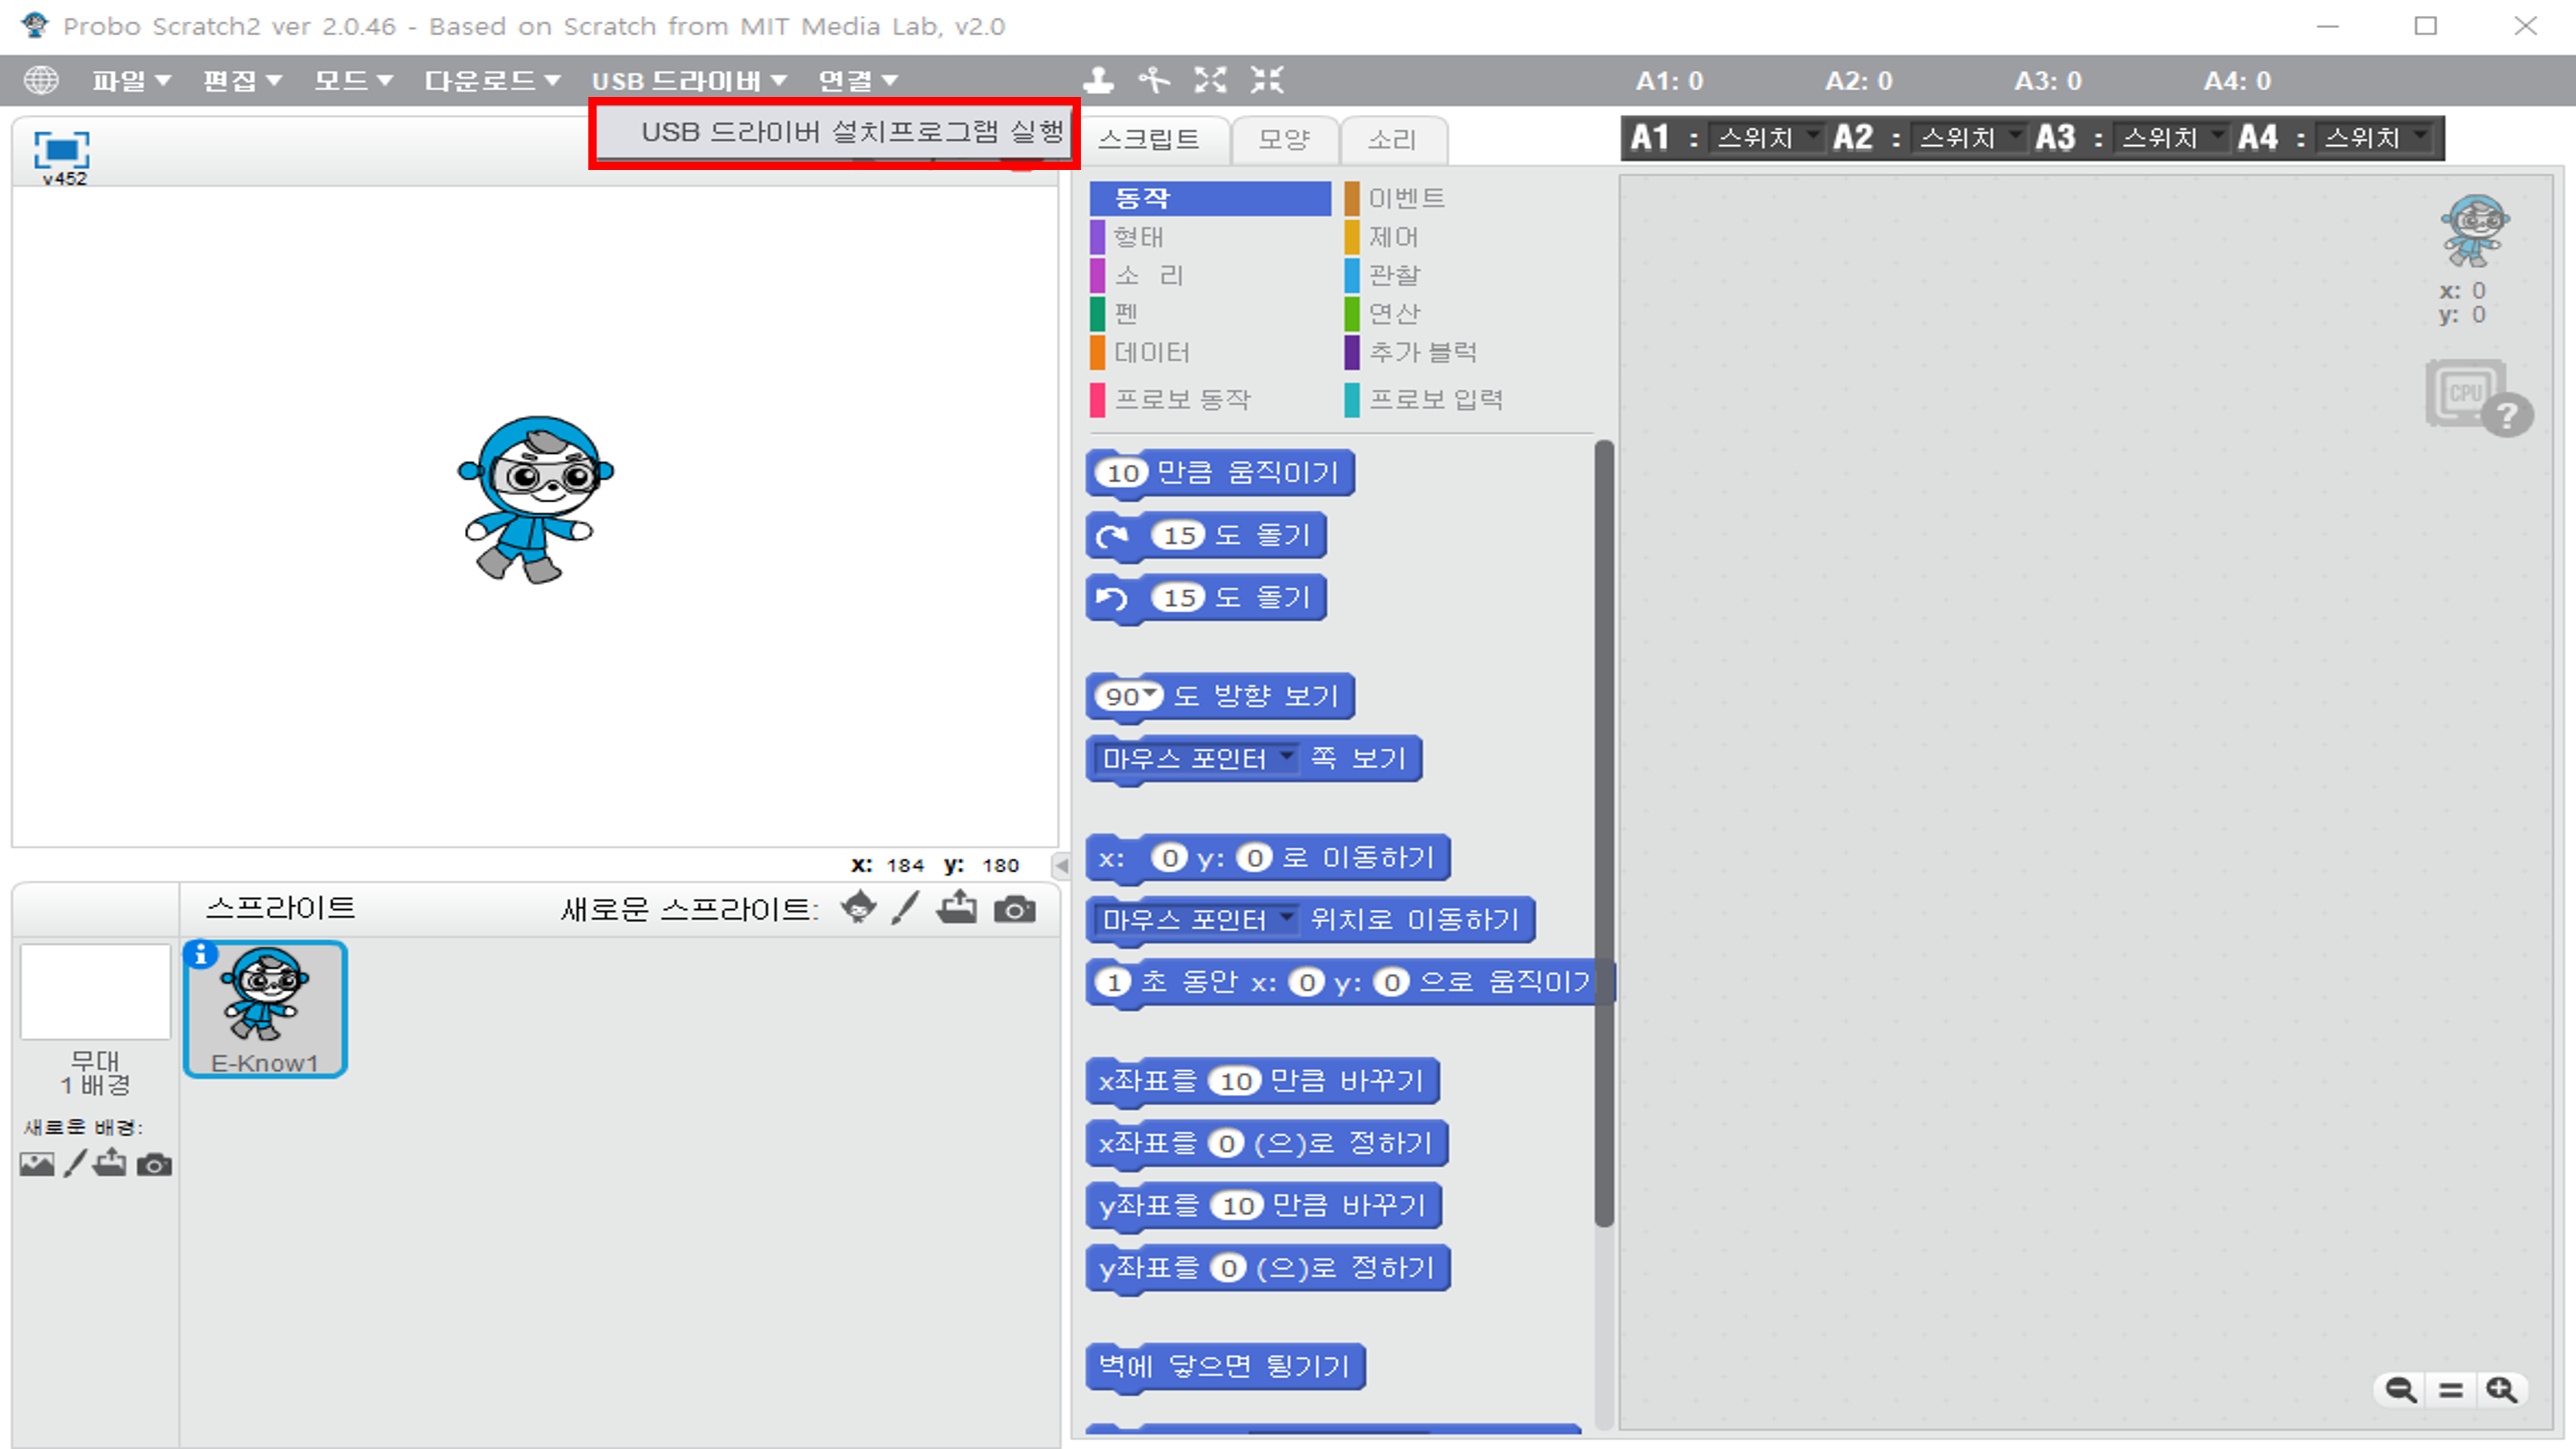 Probo Scratch2 ver 2.0.46 - Based on Scratch from MIT Media Lab, v2.0
파일 편집 모드 다운로드 USB 드라이버 연결
A1: 0 A2: 0 A3: 0 A4: 0
USB 드라이버 설치프로그램 실행
v452
스크립트 모양 소리
A1 : 스위치 A2 : 스위치 A3 : 스위치 A4 : 스위치
동작 이벤트
형태 제어
소 리 관찰
펜 연산
데이터 추가 블럭
프로보 동작 프로보 입력
x: 0
y: 0
CPU ?
10 만큼 움직이기
15 도 돌기
15 도 돌기
90 도 방향 보기
마우스 포인터 쪽 보기
x: 0 y: 0 로 이동하기
마우스 포인터 위치로 이동하기
1 초 동안 x: 0 y: 0 으로 움직이기
x좌표를 10 만큼 바꾸기
x좌표를 0 (으)로 정하기
y좌표를 10 만큼 바꾸기
y좌표를 0 (으)로 정하기
벽에 닿으면 튕기기
x: 184 y: 180
스프라이트 새로운 스프라이트:
E-Know1
무대
1 배경
새로운 배경: